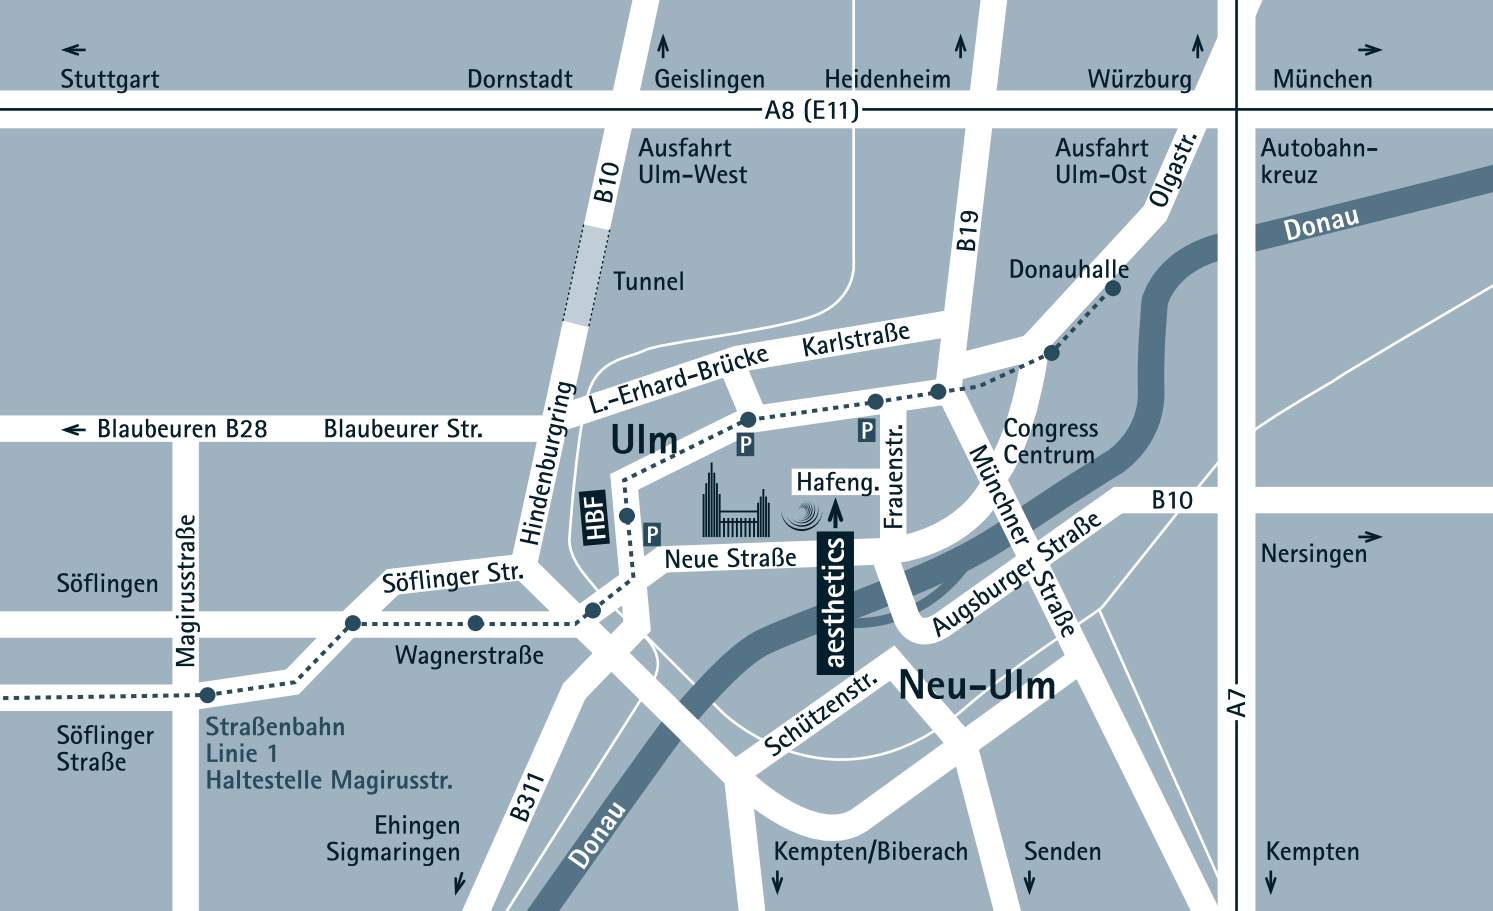 Stuttgart
Dornstadt
Geislingen
Heidenheim
Würzburg
München
A8 (E11)
Ausfahrt
Ulm-West
Ausfahrt
Ulm-Ost
Autobahn-
kreuz
B10
Olgastr.
B19
Donau
Tunnel
Donauhalle
Karlstraße
L.-Erhard-Brücke
Hindenburgring
Blaubeuren B28
Blaubeurer Str.
Ulm
P
P
Congress
Centrum
Hafeng.
Frauenstr.
Münchner
Straße
B10
HBF
P
Neue Straße
aesthetics
Augsburger Straße
Nersingen
Söflingen
Magirusstraße
Söflinger Str.
Wagnerstraße
Neu-Ulm
Schützenstr.
A7
Söflinger
Straße
Straßenbahn
Linie 1
Haltestelle Magirusstr.
B311
Donau
Ehingen
Sigmaringen
Kempten/Biberach
Senden
Kempten